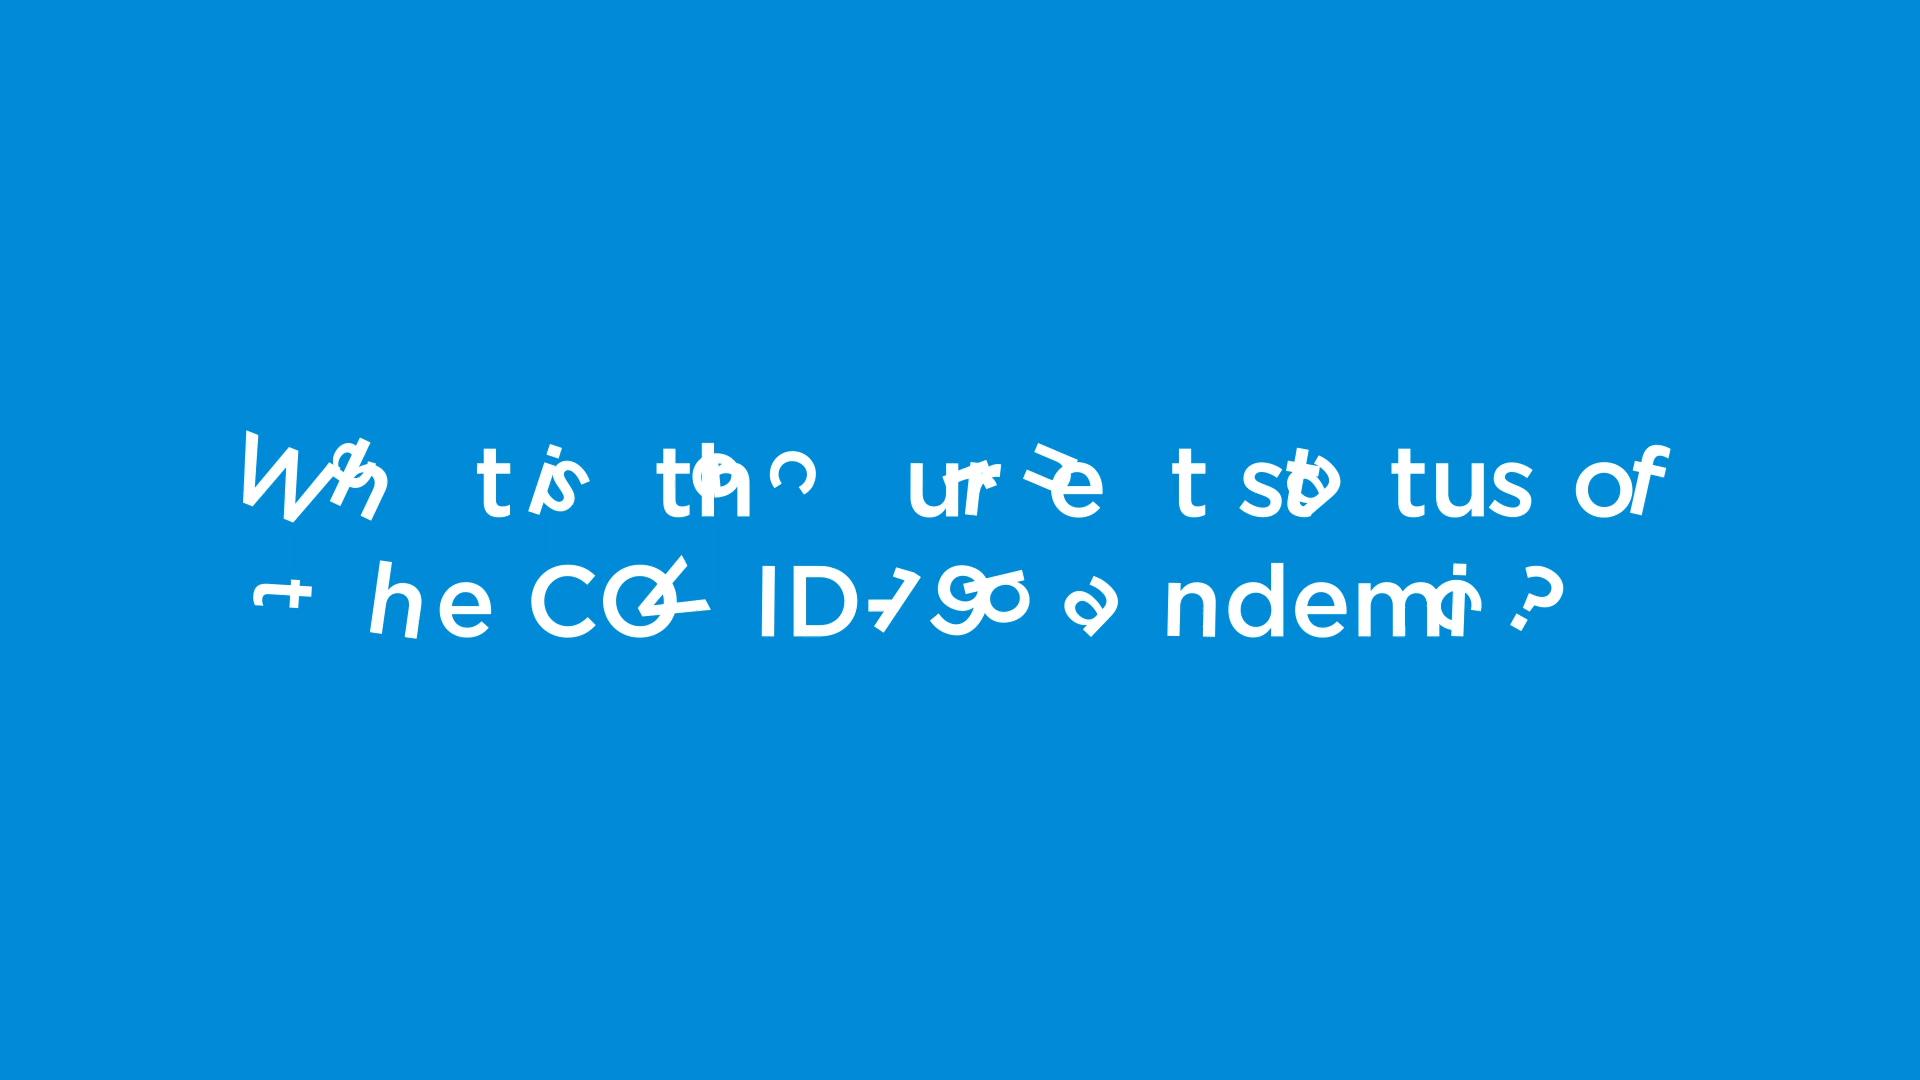 What is the current status of
the COVID-19 pandemic?